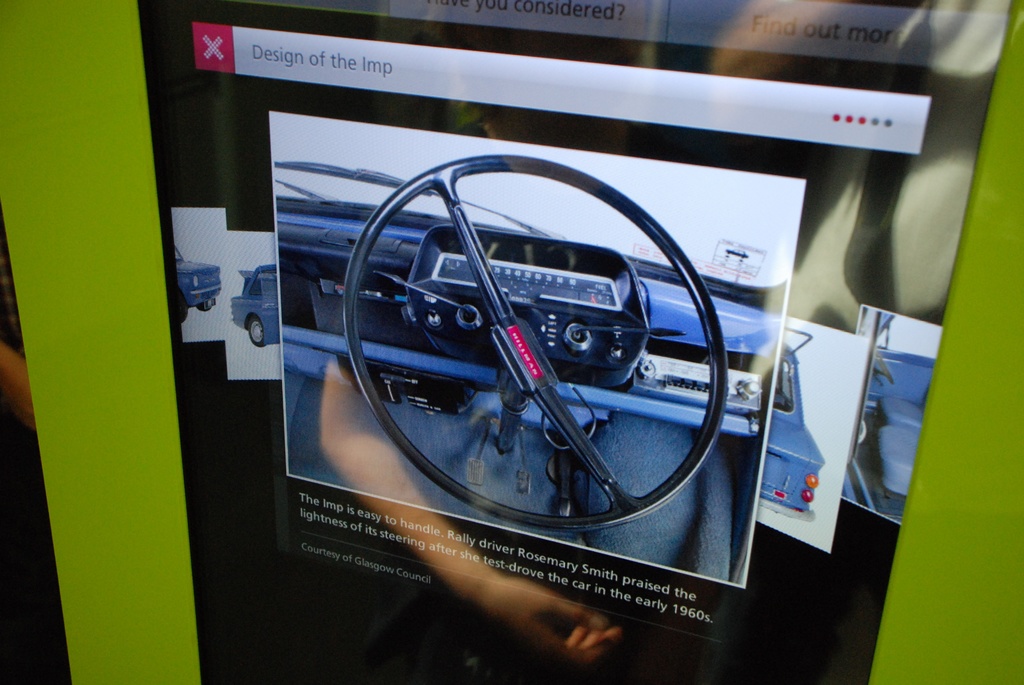 Have you considered?
Find out more
Design of the Imp
HILLMAN
The Imp is easy to handle. Rally driver Rosemary Smith praised the
lightness of its steering after she test-drove the car in the early 1960s.
Courtesy of Glasgow Council